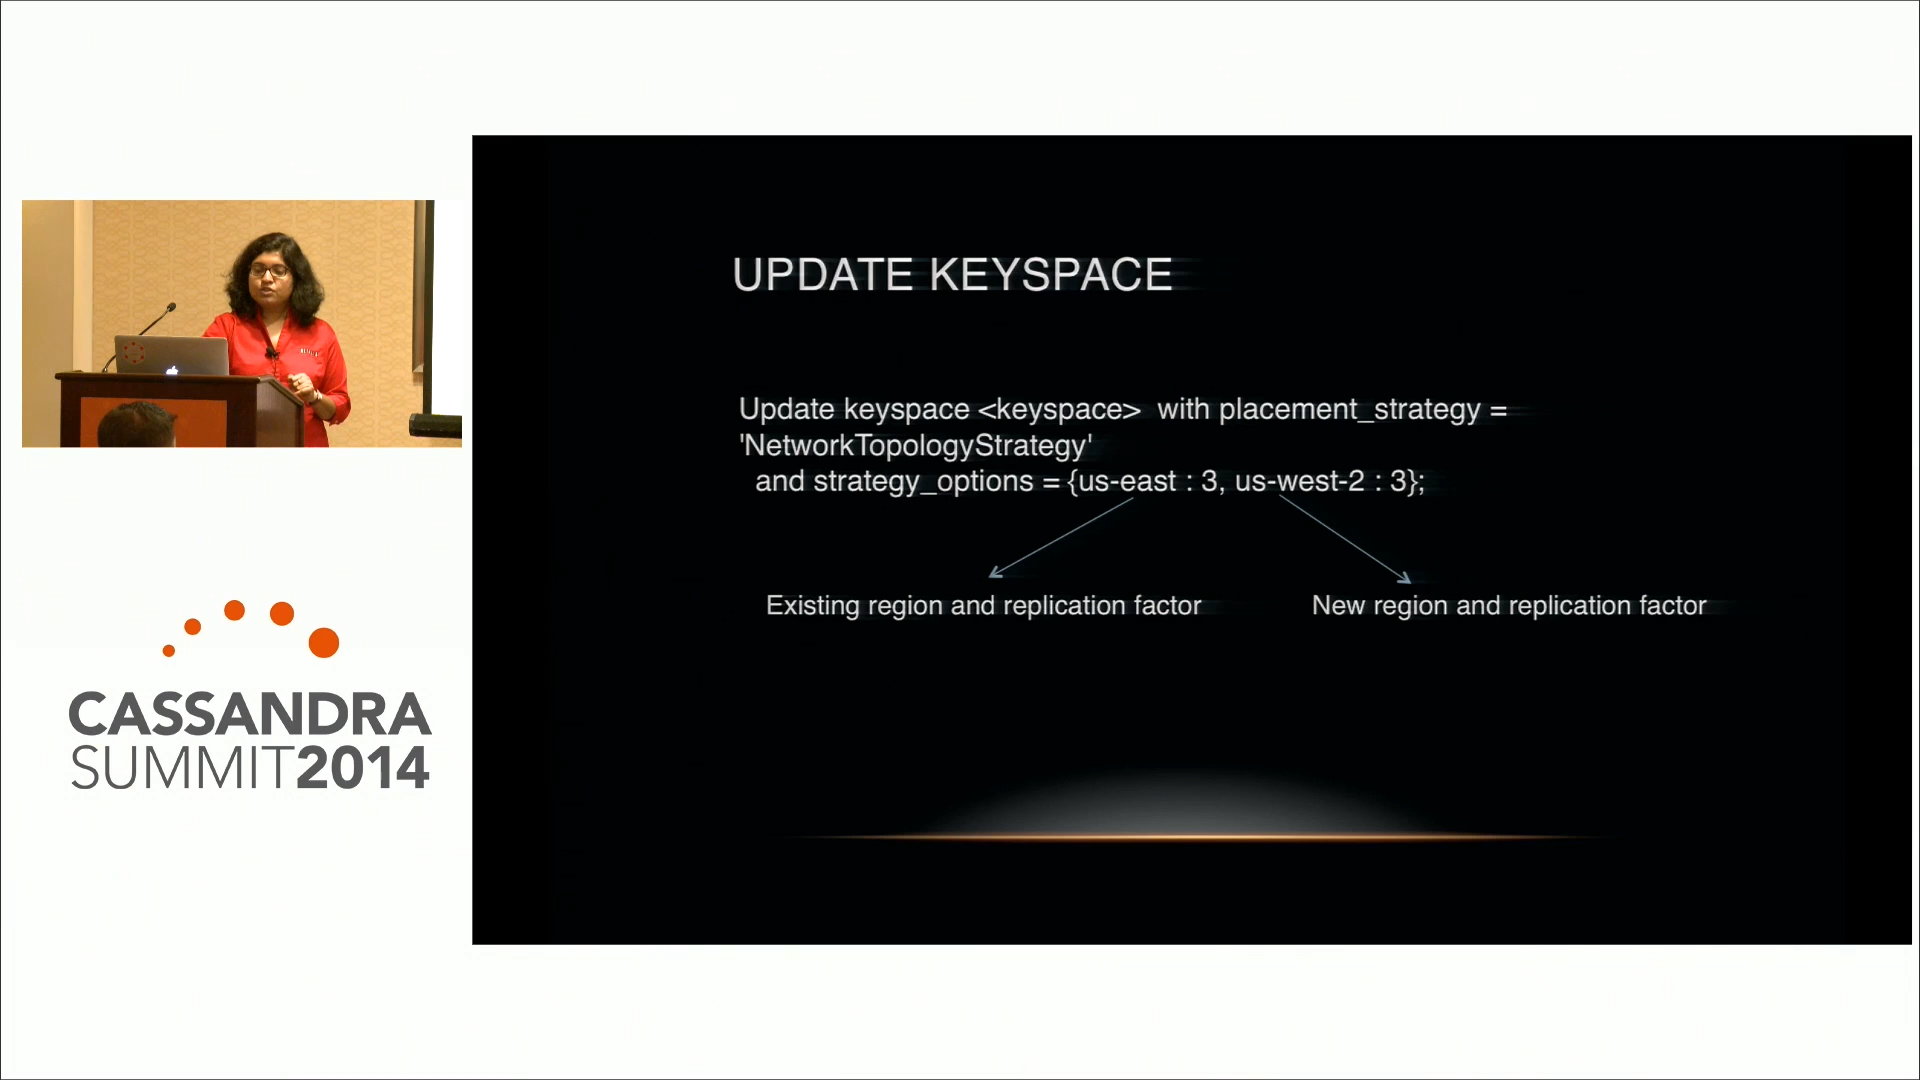 UPDATE KEYSPACE
Update keyspace <keyspace> with placement_strategy =
'NetworkTopologyStrategy'
and strategy_options = {us-east : 3, us-west-2 : 3};
Existing region and replication factor
New region and replication factor
CASSANDRA
SUMMIT2014